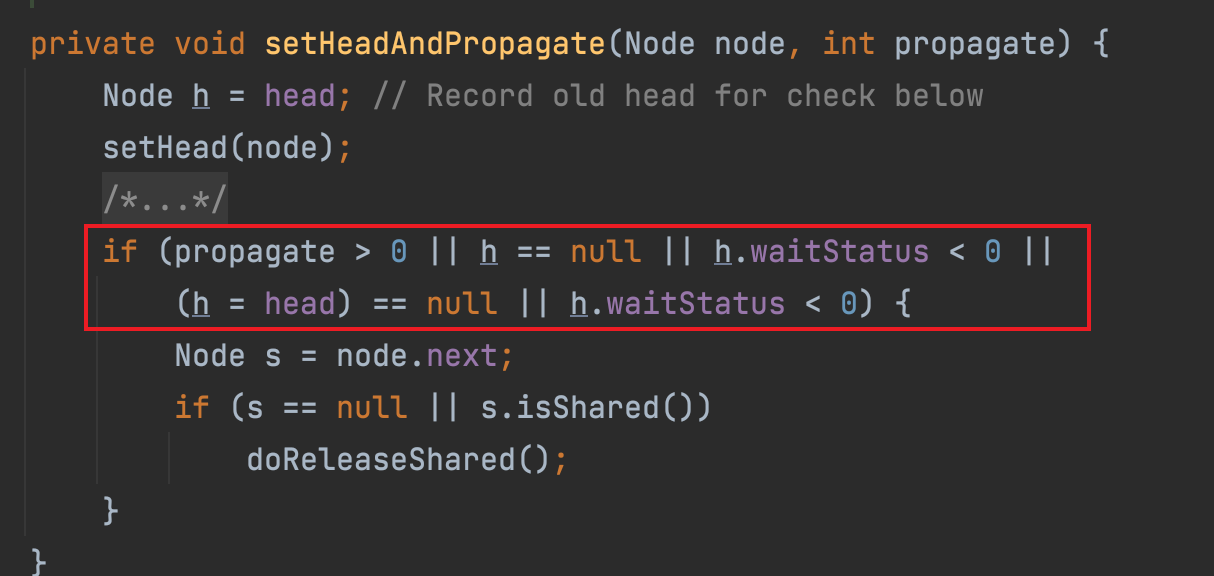 private void setHeadAndPropagate(Node node, int propagate) {
Node h = head; // Record old head for check below
setHead(node);
/*...*/
if (propagate > 0 || h == null || h.waitStatus < 0 ||
(h = head) == null || h.waitStatus < 0) {
Node s = node.next;
if (s == null || s.isShared())
doReleaseShared();
}
}